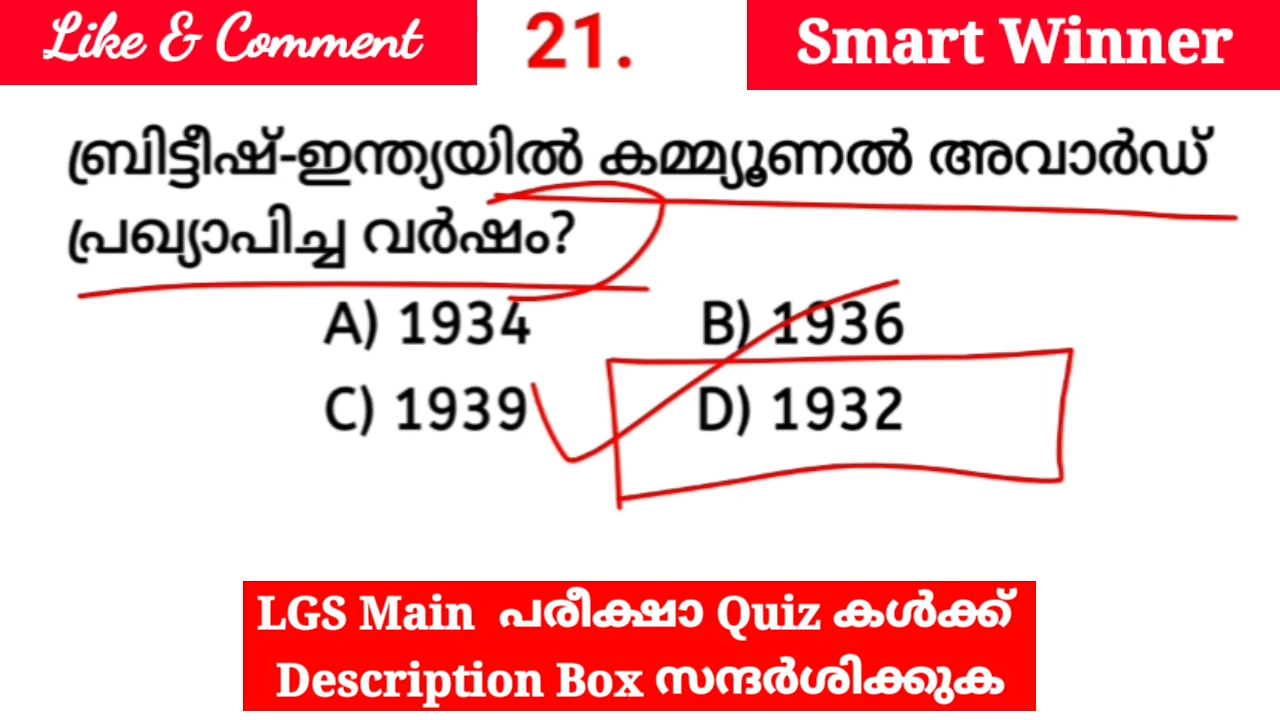 Like & Comment
21.
Smart Winner
ബ്രിട്ടീഷ്-ഇന്ത്യയിൽ കമ്മ്യൂണൽ അവാർഡ്
പ്രഖ്യാപിച്ച വർഷം?
A) 1934 B) 1936
C) 1939 D) 1932
LGS Main പരീക്ഷാ Quiz കൾക്ക്
Description Box സന്ദർശിക്കുക